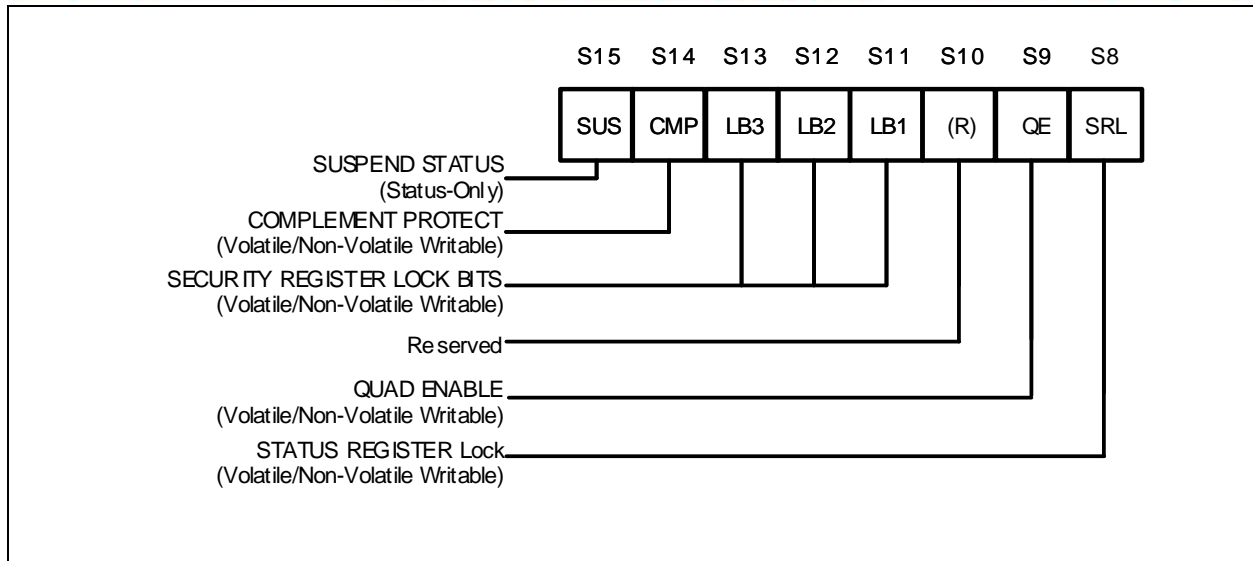 S15 S14 S13 S12 S11 S10 S9 S8
SUS CMP LB3 LB2 LB1 (R) QE SRL
SUSPEND STATUS
(Status-Only)
COMPLEMENT PROTECT
(Volatile/Non-Volatile Writable)
SECURITY REGISTER LOCK BITS
(Volatile/Non-Volatile Writable)
Reserved
QUAD ENABLE
(Volatile/Non-Volatile Writable)
STATUS REGISTER Lock
(Volatile/Non-Volatile Writable)